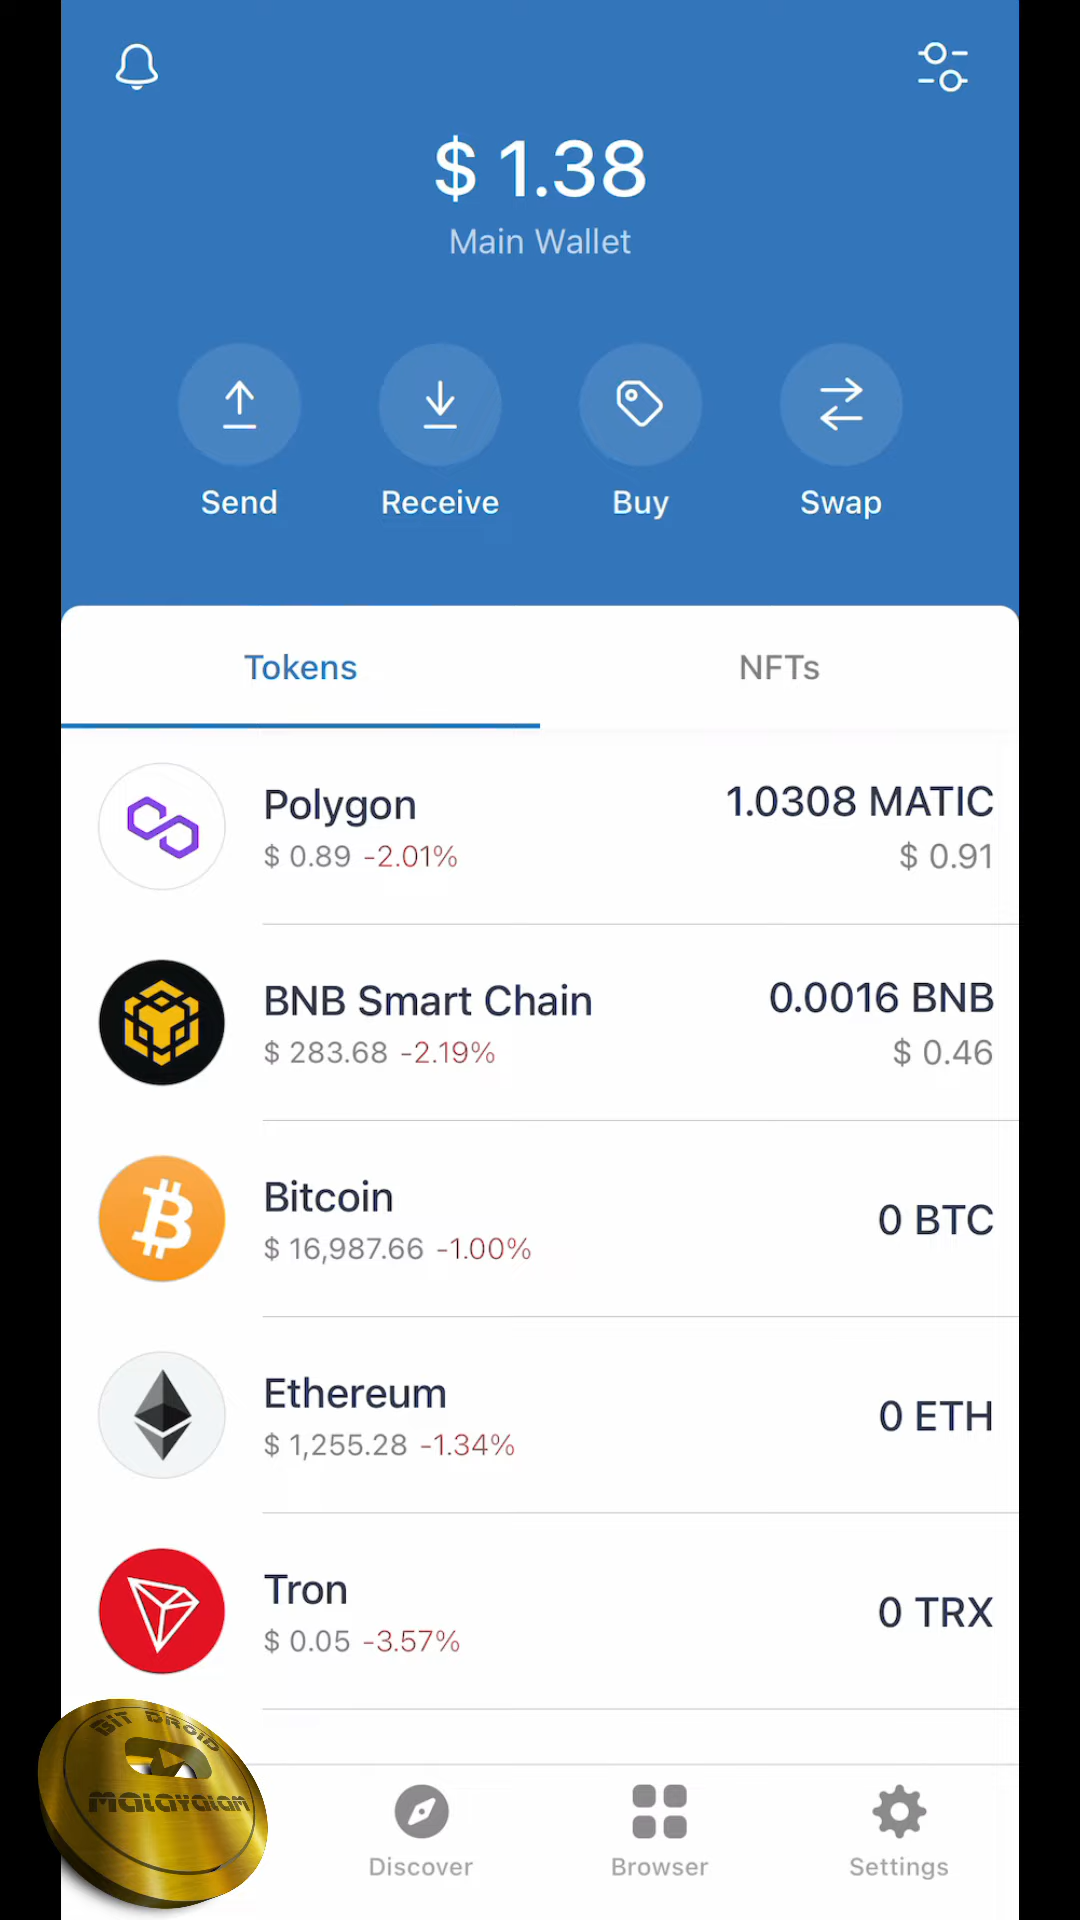 $ 1.38
Main Wallet
Send Receive Buy Swap
Tokens NFTs
Polygon 1.0308 MATIC
$ 0.89 -2.01% $ 0.91
BNB Smart Chain 0.0016 BNB
$ 283.68 -2.19% $ 0.46
Bitcoin 0 BTC
$ 16,987.66 -1.00%
Ethereum 0 ETH
$ 1,255.28 -1.34%
Tron 0 TRX
$ 0.05 -3.57%
BIT DROID
MALAYALAM
Discover Browser Settings